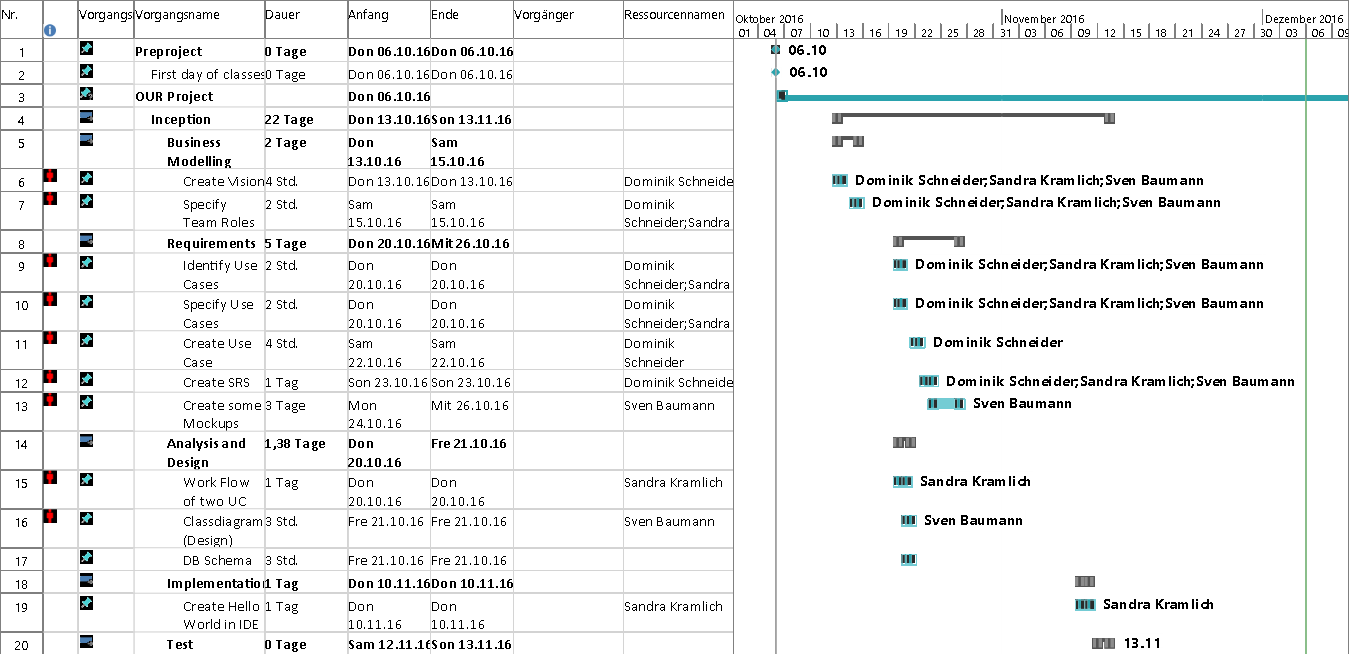 Nr. Vorgangs Vorgangsname Dauer Anfang Ende Vorgänger Ressourcennamen
Oktober 2016 November 2016 Dezember 2016
01 04 07 10 13 16 19 22 25 28 31 03 06 09 12 15 18 21 24 27 30 03 06 09
1 Preproject 0 Tage Don 06.10.16 Don 06.10.16 06.10
2 First day of classes 0 Tage Don 06.10.16 Don 06.10.16 06.10
3 OUR Project Don 06.10.16
4 Inception 22 Tage Don 13.10.16 Son 13.11.16
5 Business 2 Tage Don Sam
Modelling 13.10.16 15.10.16
6 Create Vision 4 Std. Don 13.10.16 Don 13.10.16 Dominik Schneide Dominik Schneider;Sandra Kramlich;Sven Baumann
7 Specify 2 Std. Sam Sam Dominik Dominik Schneider;Sandra Kramlich;Sven Baumann
Team Roles 15.10.16 15.10.16 Schneider;Sandra
8 Requirements 5 Tage Don 20.10.16 Mit 26.10.16
9 Identify Use 2 Std. Don Don Dominik Dominik Schneider;Sandra Kramlich;Sven Baumann
Cases 20.10.16 20.10.16 Schneider;Sandra
10 Specify Use 2 Std. Don Don Dominik Dominik Schneider;Sandra Kramlich;Sven Baumann
Cases 20.10.16 20.10.16 Schneider;Sandra
11 Create Use 4 Std. Sam Sam Dominik Dominik Schneider
Case 22.10.16 22.10.16 Schneider
12 Create SRS 1 Tag Son 23.10.16 Son 23.10.16 Dominik Schneide Dominik Schneider;Sandra Kramlich;Sven Baumann
13 Create some 3 Tage Mon Mit 26.10.16 Sven Baumann Sven Baumann
Mockups 24.10.16
14 Analysis and 1,38 Tage Don Fre 21.10.16
Design 20.10.16
15 Work Flow 1 Tag Don Don Sandra Kramlich Sandra Kramlich
of two UC 20.10.16 20.10.16
16 Classdiagram 3 Std. Fre 21.10.16 Fre 21.10.16 Sven Baumann Sven Baumann
(Design)
17 DB Schema 3 Std. Fre 21.10.16 Fre 21.10.16
18 Implementatio 1 Tag Don 10.11.16 Don 10.11.16
19 Create Hello 1 Tag Don Don Sandra Kramlich Sandra Kramlich
World in IDE 10.11.16 10.11.16
20 Test 0 Tage Sam 12.11.16 Son 13.11.16 13.11